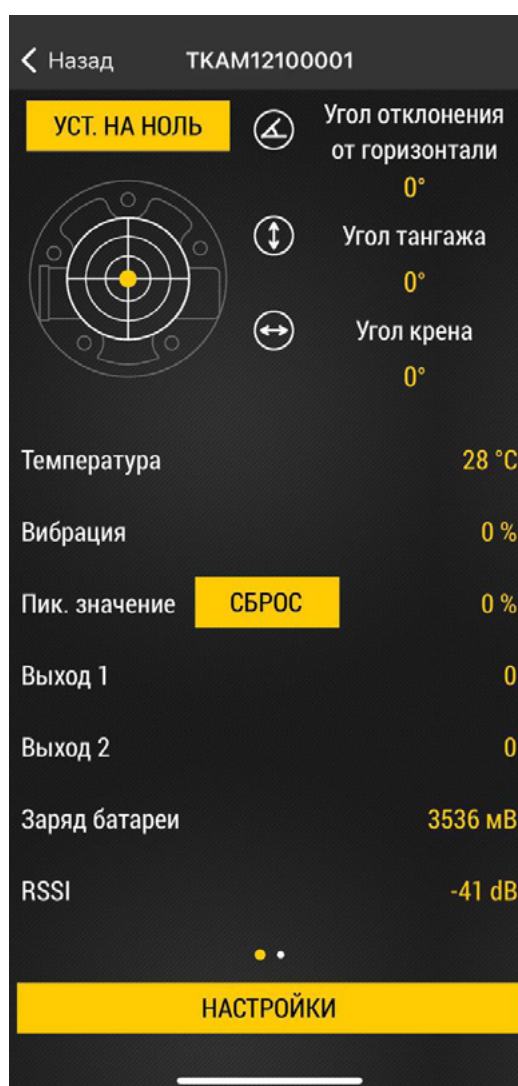 Назад TKAM12100001
УСТ. НА НОЛЬ
Угол отклонения
от горизонтали
0°
Угол тангажа
0°
Угол крена
0°
Температура 28 °C
Вибрация 0 %
Пик. значение СБРОС 0 %
Выход 1 0
Выход 2 0
Заряд батареи 3536 мВ
RSSI -41 dB
НАСТРОЙКИ